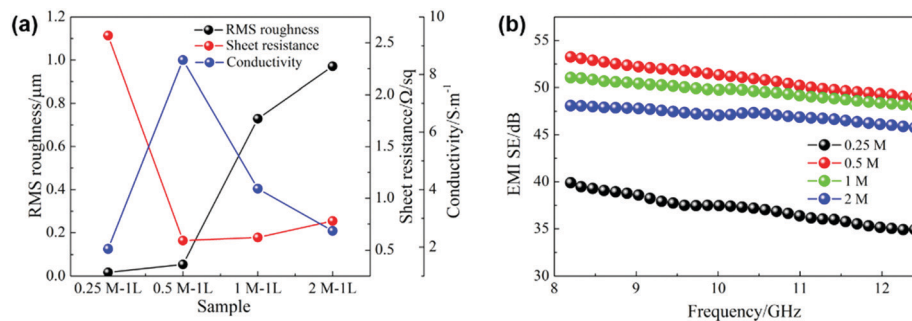 (a)
1.2
1.0
0.8
0.6
0.4
0.2
0.0
RMS roughness/μm
RMS roughness
Sheet resistance
Conductivity
2.5
2.0
1.5
1.0
0.5
Sheet resistance/Ω/sq
10
8
6
4
2
Conductivity/S.m⁻¹
0.25 M-1L 0.5 M-1L 1 M-1L 2 M-1L
Sample
(b)
55
50
45
40
35
30
EMI SE/dB
0.25 M
0.5 M
1 M
2 M
8 9 10 11 12
Frequency/GHz